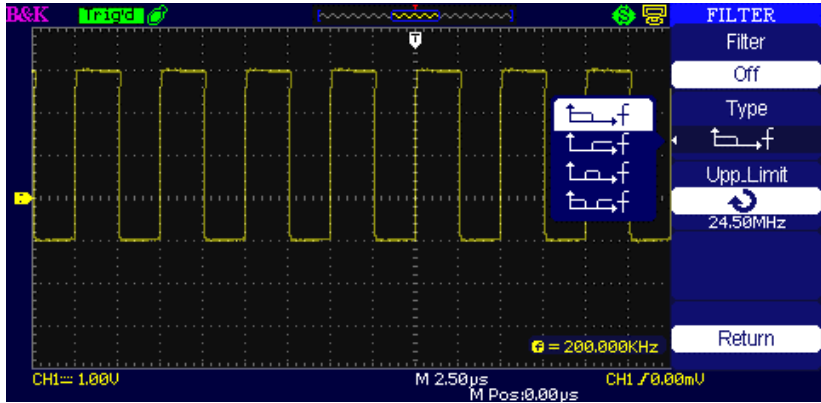 B&K Trig'd T S FILTER
Filter
Off
Type
f
f
f
f
f
Upp_Limit
24.50MHz
f = 200.000KHz
Return
CH1 1.00V M 2.50µs CH1 0.00mV
M Pos:0.00µs